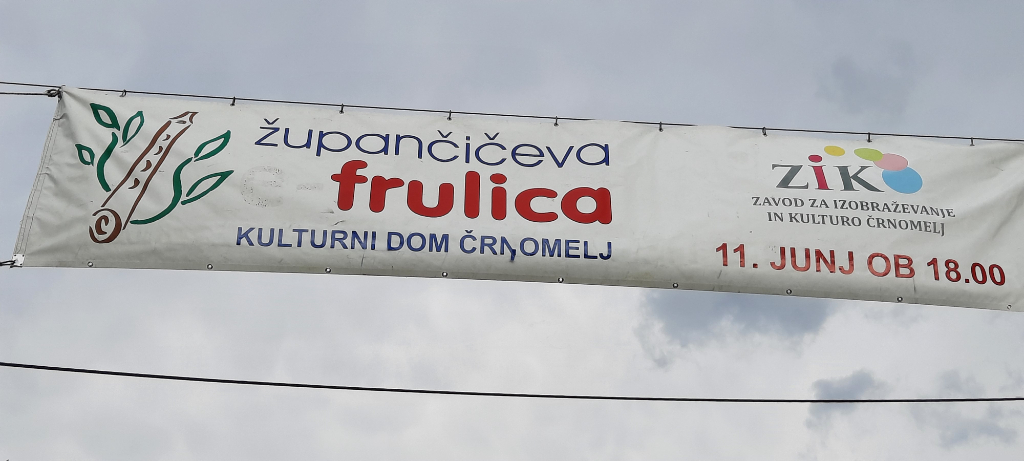 župančičeva
frulica
KULTURNI DOM ČRNOMELJ
ZIK
ZAVOD ZA IZOBRAŽEVANJE
IN KULTURO ČRNOMELJ
11. JUNJ OB 18.00